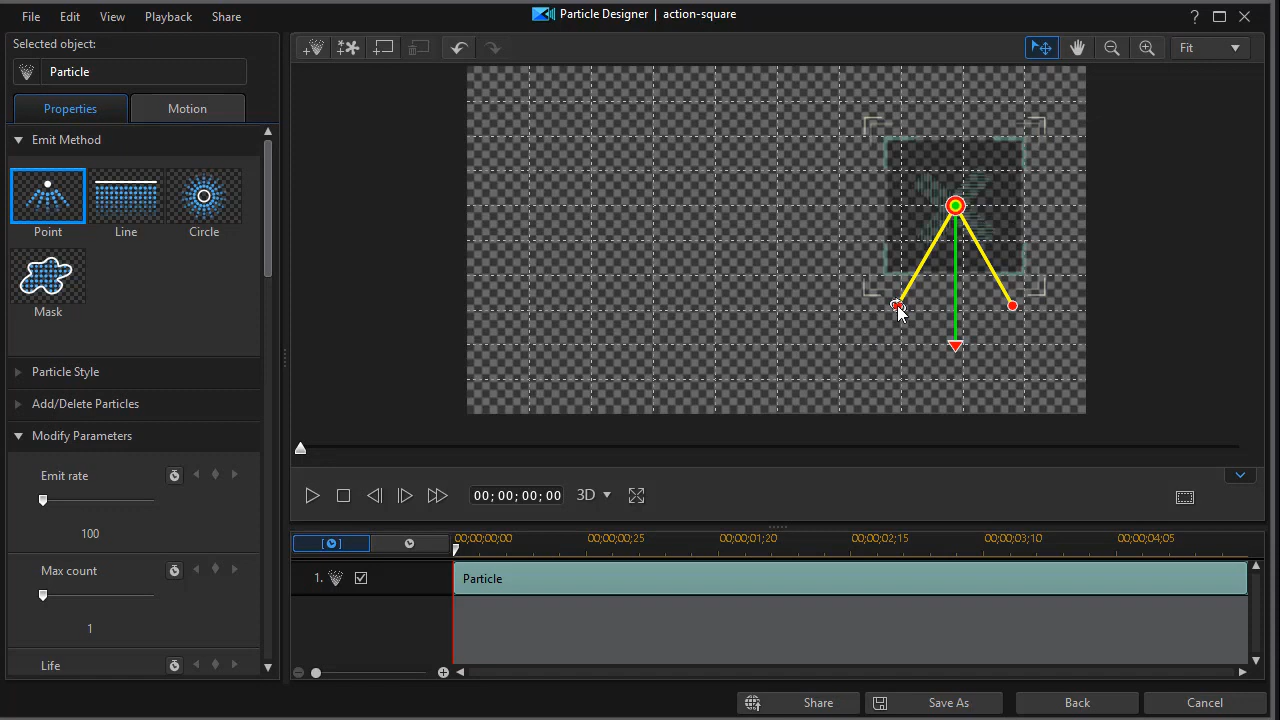 Particle Designer | action-square
?
File Edit View Playback Share
Selected object:
Particle
Fit
Properties Motion
Emit Method
Point Line Circle
Mask
Particle Style
Add/Delete Particles
Modify Parameters
Emit rate
100
Max count
1
Life
00;00;00;00 3D
00;00;00;00 00;00;00;25 00;00;01;20 00;00;02;15 00;00;03;10 00;00;04;05
1. Particle
Share Save As Back Cancel